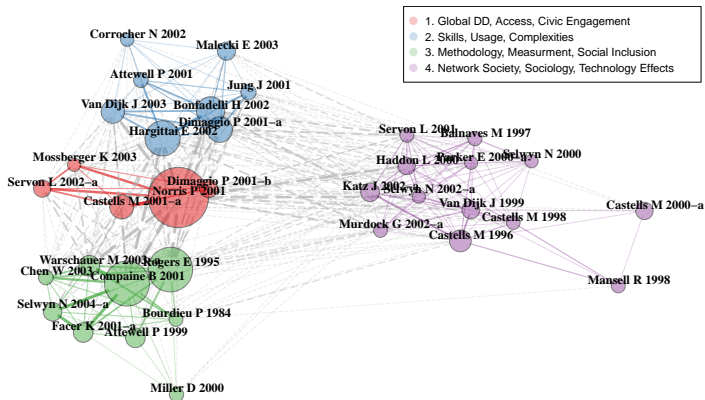 1. Global DD, Access, Civic Engagement
2. Skills, Usage, Complexities
3. Methodology, Measurment, Social Inclusion
4. Network Society, Sociology, Technology Effects
Corrocher N 2002
Malecki E 2003
Attwell P 2001
Jung J 2001
Van Dijk J 2003
Bonfadelli H 2002
Dimaggio P 2001−a
Hargittai E 2002
Mossberger K 2003
Servon L 2002−a
Dimaggio P 2001−b
Norris P 2001
Castells M 2001−a
Warschauer M 2003−a
Rogers E 1995
Chen W 2003
Compaine B 2001
Selwyn N 2004−a
Bourdieu P 1984
Facer K 2001−a
Attewell P 1999
Miller D 2000
Servon L 2001
Balnaves M 1997
Haddon L 2000
Parker E 2000−a
Selwyn N 2000
Katz J 2002−a
Selwyn N 2002−a
Van Dijk J 1999
Castells M 2000−a
Castells M 1998
Murdock G 2002−a
Castells M 1996
Mansell R 1998